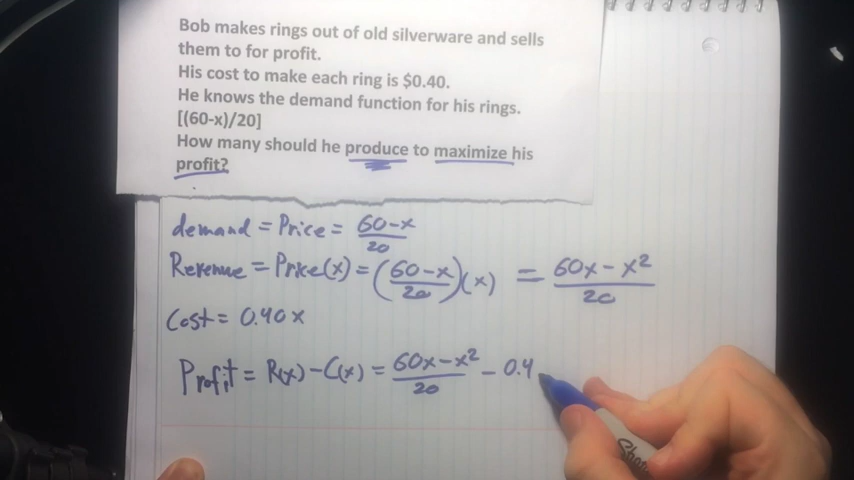 Bob makes rings out of old silverware and sells
them to for profit.
His cost to make each ring is $0.40.
He knows the demand function for his rings.
[(60-x)/20]
How many should he produce to maximize his
profit?
demand = Price = 60-x / 20
Revenue = Price(x) = (60-x / 20)(x) = 60x - x² / 20
Cost = 0.40x
Profit = R(x) - C(x) = 60x - x² / 20 - 0.4
Sha